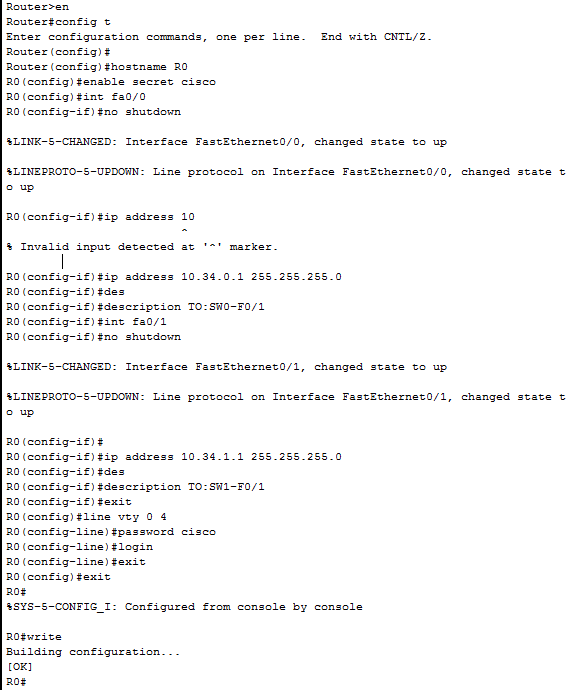 Router>en
Router#config t
Enter configuration commands, one per line.  End with CNTL/Z.
Router(config)#
Router(config)#hostname R0
R0(config)#enable secret cisco
R0(config)#int fa0/0
R0(config-if)#no shutdown
%LINK-5-CHANGED: Interface FastEthernet0/0, changed state to up
%LINEPROTO-5-UPDOWN: Line protocol on Interface FastEthernet0/0, changed state t
o up
R0(config-if)#ip address 10
^
% Invalid input detected at '^' marker.
R0(config-if)#ip address 10.34.0.1 255.255.255.0
R0(config-if)#des
R0(config-if)#description TO:SW0-F0/1
R0(config-if)#int fa0/1
R0(config-if)#no shutdown
%LINK-5-CHANGED: Interface FastEthernet0/1, changed state to up
%LINEPROTO-5-UPDOWN: Line protocol on Interface FastEthernet0/1, changed state t
o up
R0(config-if)#
R0(config-if)#ip address 10.34.1.1 255.255.255.0
R0(config-if)#des
R0(config-if)#description TO:SW1-F0/1
R0(config-if)#exit
R0(config)#line vty 0 4
R0(config-line)#password cisco
R0(config-line)#login
R0(config-line)#exit
R0(config)#exit
R0#
%SYS-5-CONFIG_I: Configured from console by console
R0#write
Building configuration...
[OK]
R0#